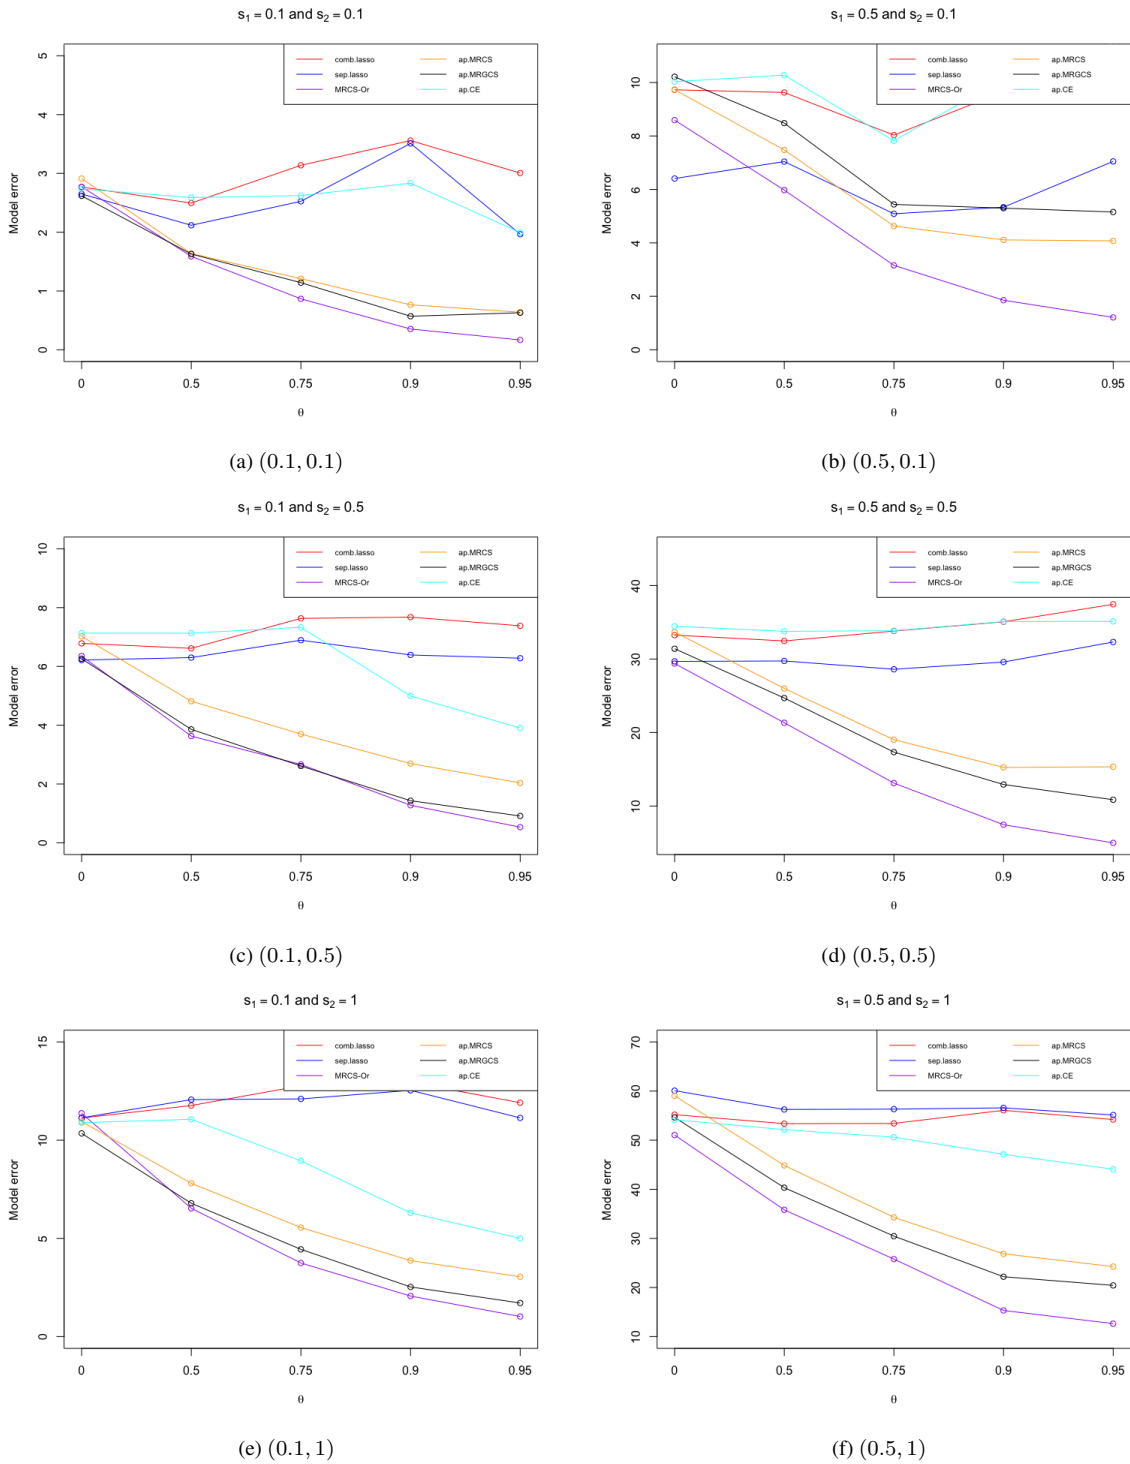 s1 = 0.1 and s2 = 0.1
5
4
3
2
1
0
Model error
comb.lasso
sep.lasso
MRCS-Or
ap.MRCS
ap.MRGCS
ap.CE
0 0.5 0.75 0.9 0.95
θ
(a) (0.1, 0.1)
s1 = 0.5 and s2 = 0.1
10
8
6
4
2
0
Model error
comb.lasso
sep.lasso
MRCS-Or
ap.MRCS
ap.MRGCS
ap.CE
0 0.5 0.75 0.9 0.95
θ
(b) (0.5, 0.1)
s1 = 0.1 and s2 = 0.5
10
8
6
4
2
0
Model error
comb.lasso
sep.lasso
MRCS-Or
ap.MRCS
ap.MRGCS
ap.CE
0 0.5 0.75 0.9 0.95
θ
(c) (0.1, 0.5)
s1 = 0.5 and s2 = 0.5
40
30
20
10
Model error
comb.lasso
sep.lasso
MRCS-Or
ap.MRCS
ap.MRGCS
ap.CE
0 0.5 0.75 0.9 0.95
θ
(d) (0.5, 0.5)
s1 = 0.1 and s2 = 1
15
10
5
0
Model error
comb.lasso
sep.lasso
MRCS-Or
ap.MRCS
ap.MRGCS
ap.CE
0 0.5 0.75 0.9 0.95
θ
(e) (0.1, 1)
s1 = 0.5 and s2 = 1
70
60
50
40
30
20
10
Model error
comb.lasso
sep.lasso
MRCS-Or
ap.MRCS
ap.MRGCS
ap.CE
0 0.5 0.75 0.9 0.95
θ
(f) (0.5, 1)